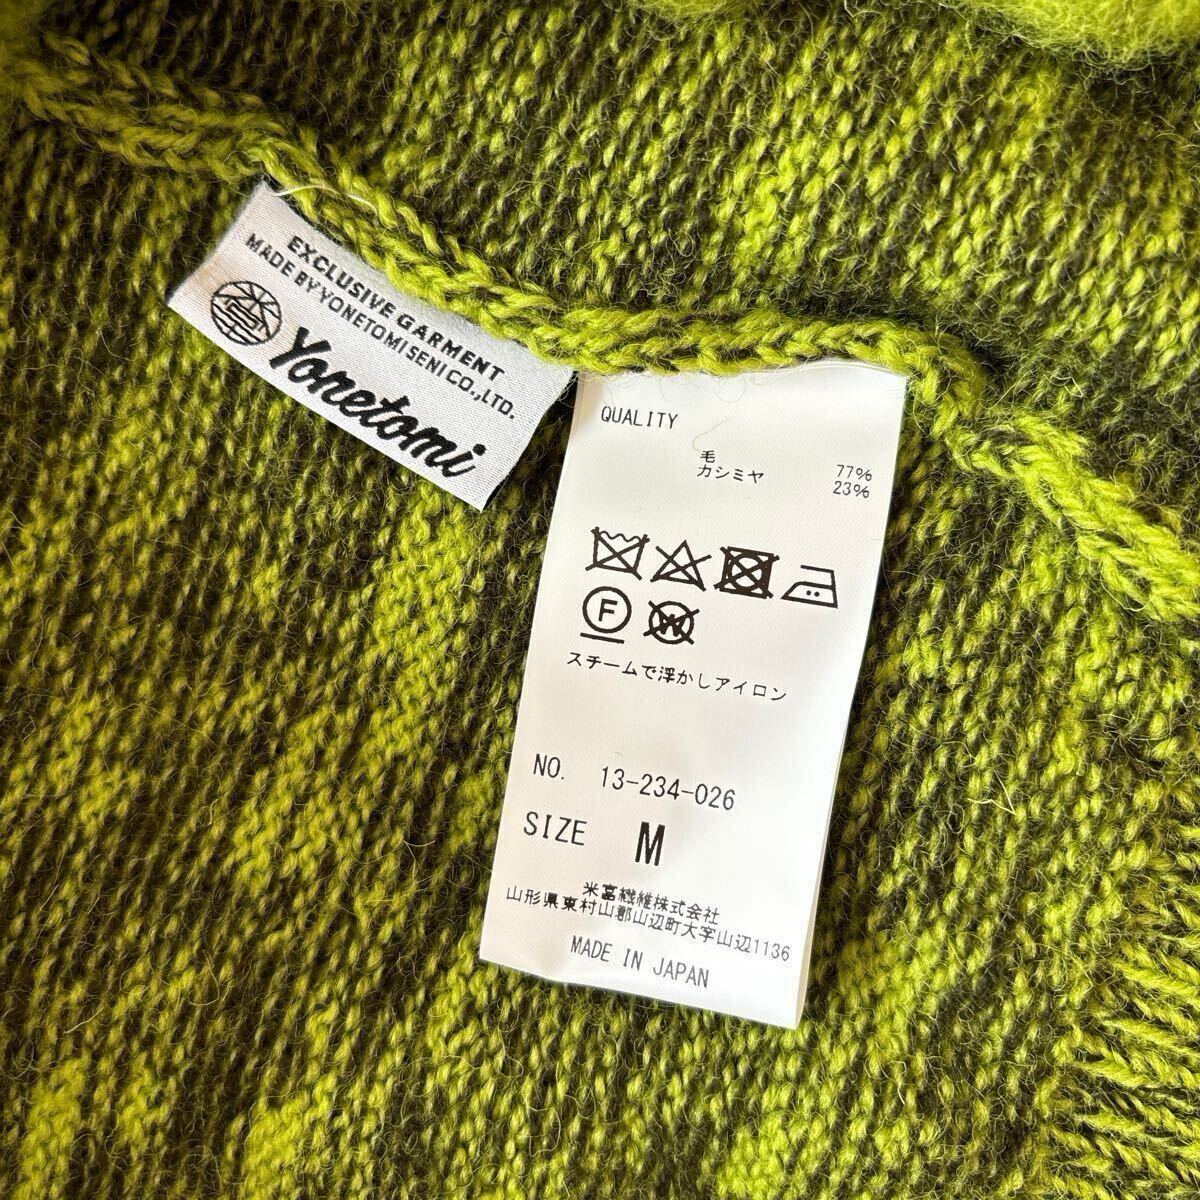 EXCLUSIVE GARMENT
MADE BY YONETOMI SENI CO.,LTD.
Yonetomi
QUALITY
毛 77%
カシミヤ 23%
F
W
スチームで浮かしアイロン
NO. 13-234-026
SIZE M
米富繊維株式会社
山形県東村山郡山辺町大字山辺1136
MADE IN JAPAN